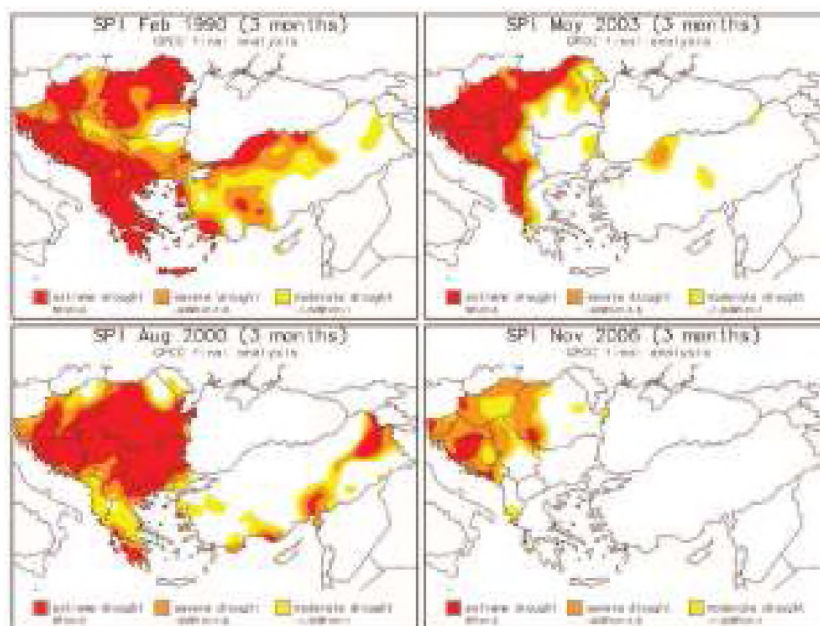 SPI Feb 1990 (3 months)
GPCC final analysis
extreme drought severe drought moderate drought
SPI May 2003 (3 months)
GPCC final analysis
extreme drought severe drought moderate drought
SPI Aug 2000 (3 months)
GPCC final analysis
extreme drought severe drought moderate drought
SPI Nov 2006 (3 months)
GPCC final analysis
extreme drought severe drought moderate drought